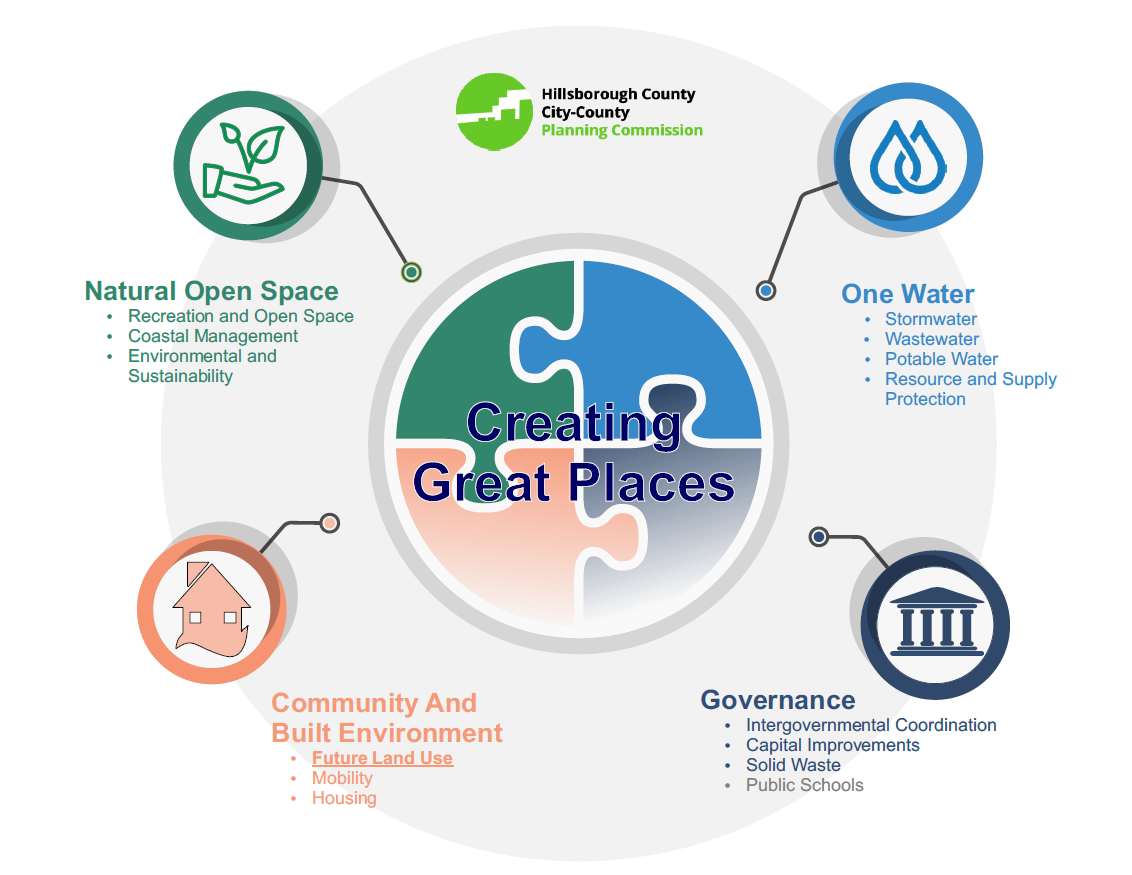 Hillsborough County
City-County
Planning Commission
Natural Open Space
• Recreation and Open Space
• Coastal Management
• Environmental and
Sustainability
One Water
• Stormwater
• Wastewater
• Potable Water
• Resource and Supply
Protection
Creating
Great Places
Community And
Built Environment
• Future Land Use
• Mobility
• Housing
Governance
• Intergovernmental Coordination
• Capital Improvements
• Solid Waste
• Public Schools